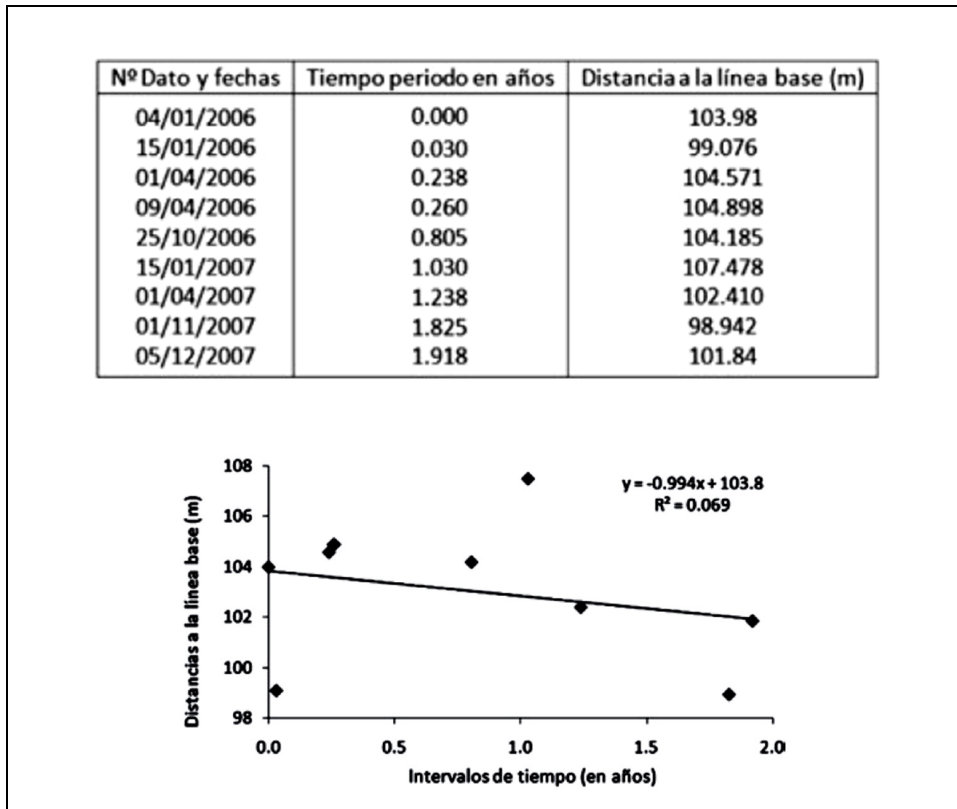 Nº Dato y fechas Tiempo periodo en años Distancia a la línea base (m)
04/01/2006 0.000 103.98
15/01/2006 0.030 99.076
01/04/2006 0.238 104.571
09/04/2006 0.260 104.898
25/10/2006 0.805 104.185
15/01/2007 1.030 107.478
01/04/2007 1.238 102.410
01/11/2007 1.825 98.942
05/12/2007 1.918 101.84
Distancias a la línea base (m)
108
106
104
102
100
98
y = -0.994x + 103.8
R² = 0.069
0.0 0.5 1.0 1.5 2.0
Intervalos de tiempo (en años)